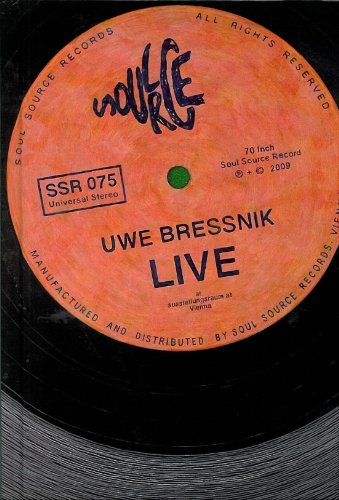 SOUL SOURCE RECORDS
ALL RIGHTS RESERVED
SOULRCE
70 Inch
Soul Source Record
℗ + © 2009
SSR 075
Universal Stereo
UWE BRESSNIK
LIVE
at
ausstellungsraum at
Vienna
MANUFACTURED AND DISTRIBUTED BY SOUL SOURCE RECORDS, VIEN